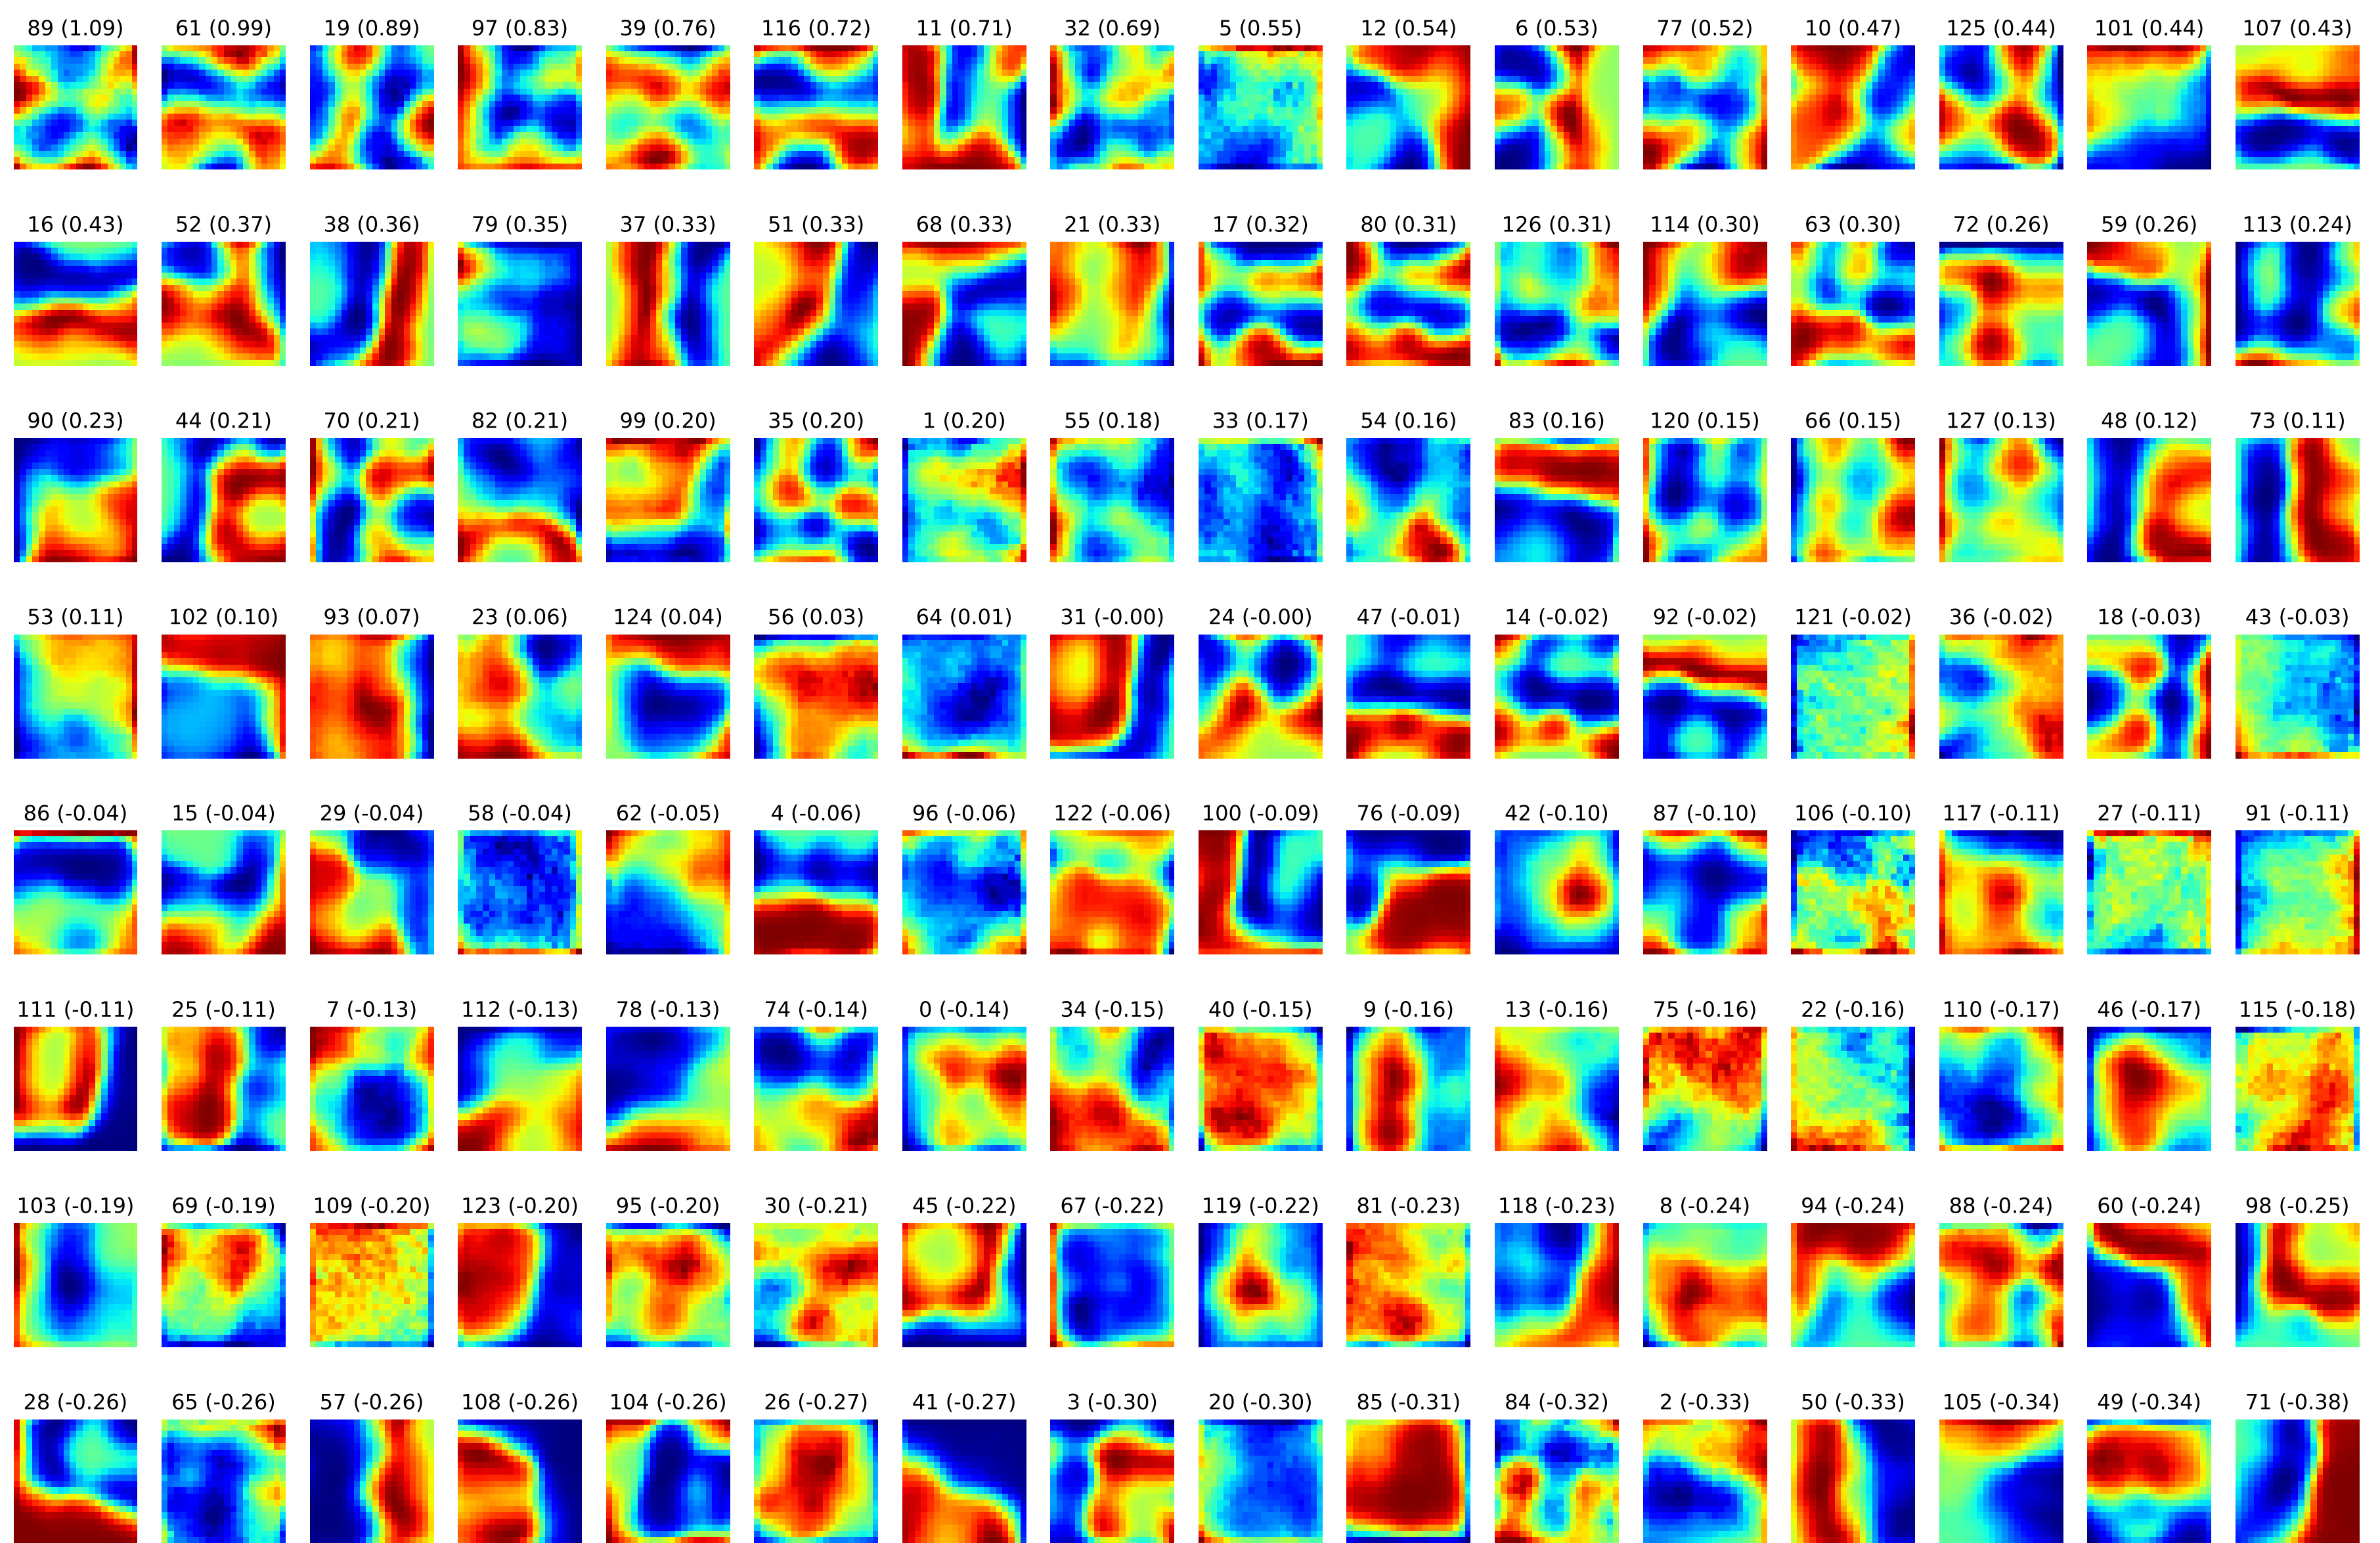 89 (1.09) 61 (0.99) 19 (0.89) 97 (0.83) 39 (0.76) 116 (0.72) 11 (0.71) 32 (0.69) 5 (0.55) 12 (0.54) 6 (0.53) 77 (0.52) 10 (0.47) 125 (0.44) 101 (0.44) 107 (0.43)
16 (0.43) 52 (0.37) 38 (0.36) 79 (0.35) 37 (0.33) 51 (0.33) 68 (0.33) 21 (0.33) 17 (0.32) 80 (0.31) 126 (0.31) 114 (0.30) 63 (0.30) 72 (0.26) 59 (0.26) 113 (0.24)
90 (0.23) 44 (0.21) 70 (0.21) 82 (0.21) 99 (0.20) 35 (0.20) 1 (0.20) 55 (0.18) 33 (0.17) 54 (0.16) 83 (0.16) 120 (0.15) 66 (0.15) 127 (0.13) 48 (0.12) 73 (0.11)
53 (0.11) 102 (0.10) 93 (0.07) 23 (0.06) 124 (0.04) 56 (0.03) 64 (0.01) 31 (-0.00) 24 (-0.00) 47 (-0.01) 14 (-0.02) 92 (-0.02) 121 (-0.02) 36 (-0.02) 18 (-0.03) 43 (-0.03)
86 (-0.04) 15 (-0.04) 29 (-0.04) 58 (-0.04) 62 (-0.05) 4 (-0.06) 96 (-0.06) 122 (-0.06) 100 (-0.09) 76 (-0.09) 42 (-0.10) 87 (-0.10) 106 (-0.10) 117 (-0.11) 27 (-0.11) 91 (-0.11)
111 (-0.11) 25 (-0.11) 7 (-0.13) 112 (-0.13) 78 (-0.13) 74 (-0.14) 0 (-0.14) 34 (-0.15) 40 (-0.15) 9 (-0.16) 13 (-0.16) 75 (-0.16) 22 (-0.16) 110 (-0.17) 46 (-0.17) 115 (-0.18)
103 (-0.19) 69 (-0.19) 109 (-0.20) 123 (-0.20) 95 (-0.20) 30 (-0.21) 45 (-0.22) 67 (-0.22) 119 (-0.22) 81 (-0.23) 118 (-0.23) 8 (-0.24) 94 (-0.24) 88 (-0.24) 60 (-0.24) 98 (-0.25)
28 (-0.26) 65 (-0.26) 57 (-0.26) 108 (-0.26) 104 (-0.26) 26 (-0.27) 41 (-0.27) 3 (-0.30) 20 (-0.30) 85 (-0.31) 84 (-0.32) 2 (-0.33) 50 (-0.33) 105 (-0.34) 49 (-0.34) 71 (-0.38)